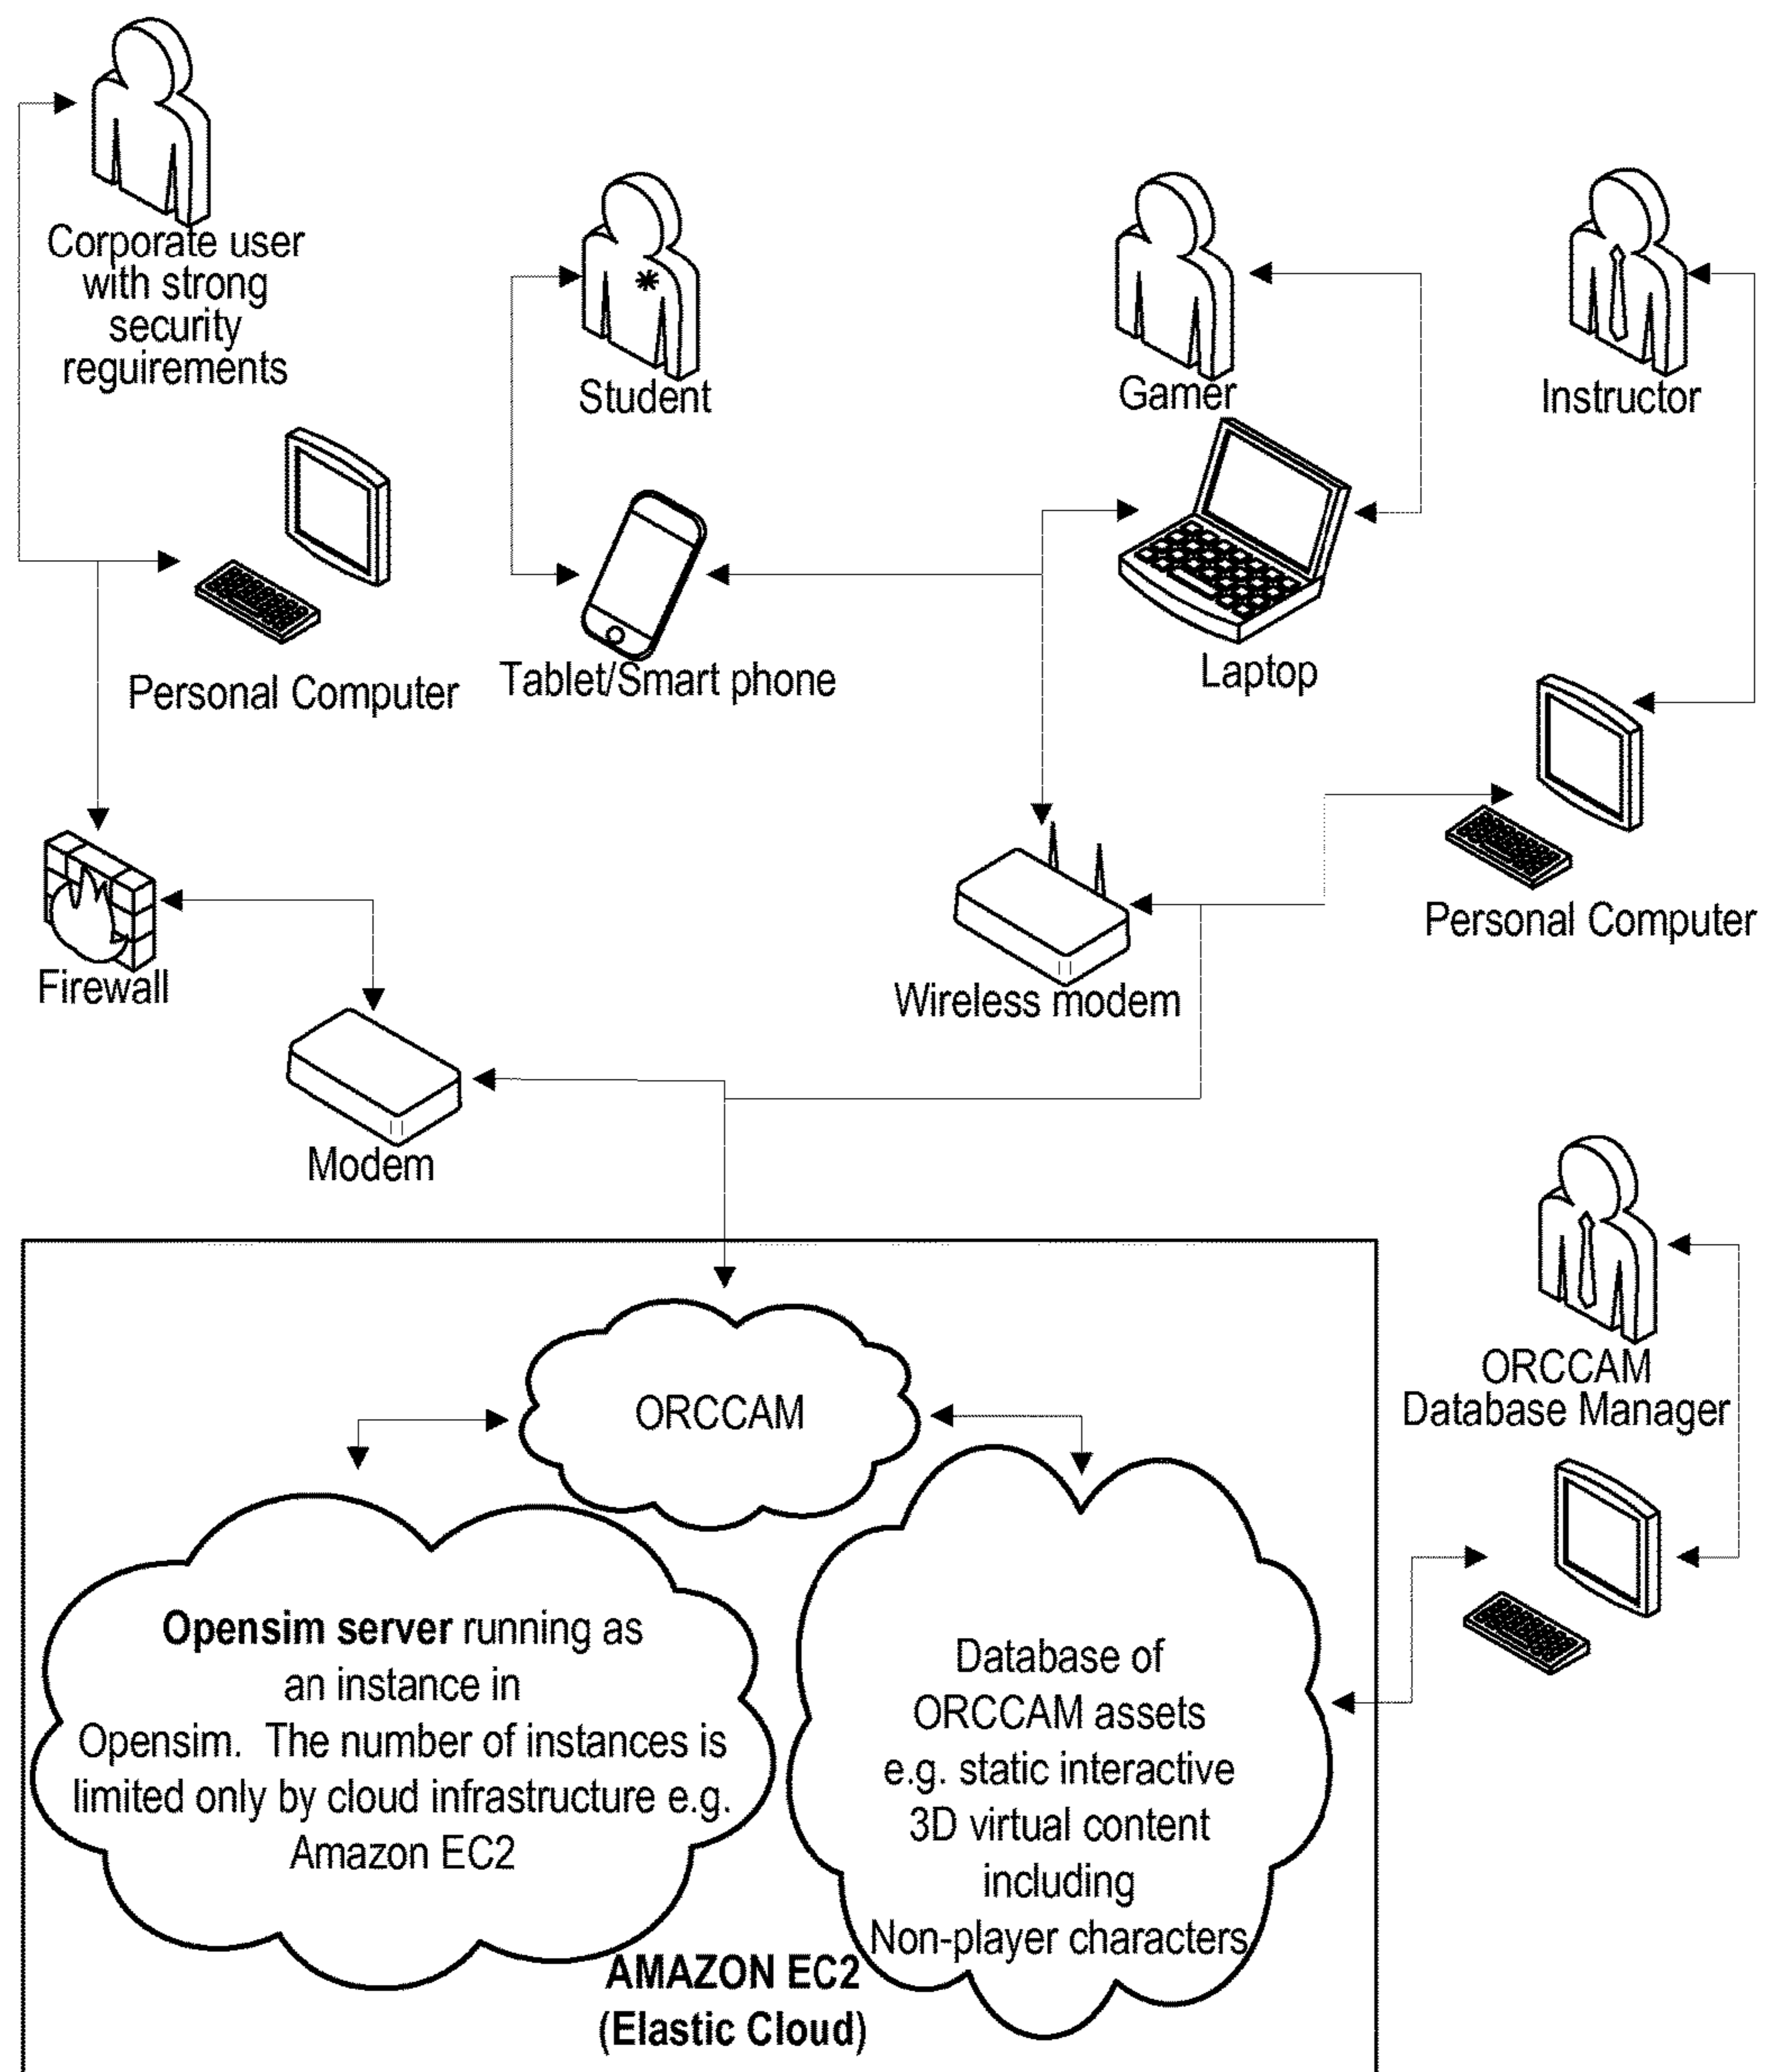 Corporate user
with strong
security
reguirements
Student
Gamer
Instructor
Personal Computer
Tablet/Smart phone
Laptop
Personal Computer
Firewall
Wireless modem
Modem
ORCCAM
Database Manager
ORCCAM
Opensim server running as
an instance in
Opensim. The number of instances is
limited only by cloud infrastructure e.g.
Amazon EC2
Database of
ORCCAM assets
e.g. static interactive
3D virtual content
including
Non-player characters
AMAZON EC2
(Elastic Cloud)